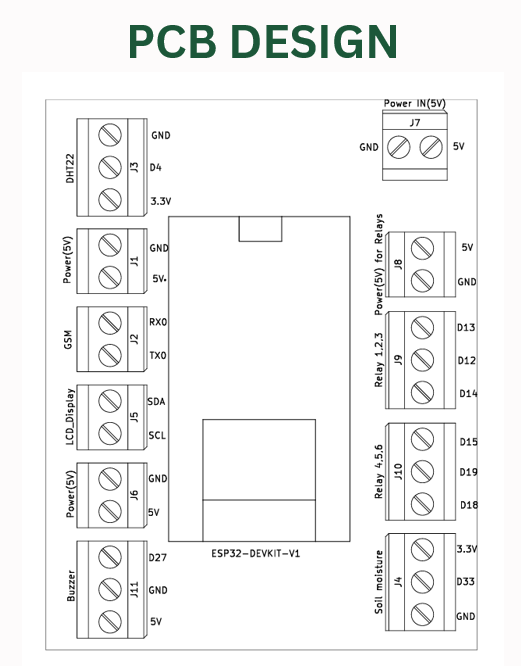 PCB DESIGN
Power IN(5V)
J7
GND
5V
DHT22
J3
GND
D4
3.3V
Power(5V)
J1
GND
5V
GSM
J2
RX0
TX0
LCD_Display
J5
SDA
SCL
Power(5V)
J6
GND
5V
Buzzer
J11
D27
GND
5V
ESP32-DEVKIT-V1
Power(5V) for Relays
J8
5V
GND
Relay 1,2,3
J9
D13
D12
D14
Relay 4,5,6
J10
D15
D19
D18
Soil moisture
J4
3.3V
D33
GND